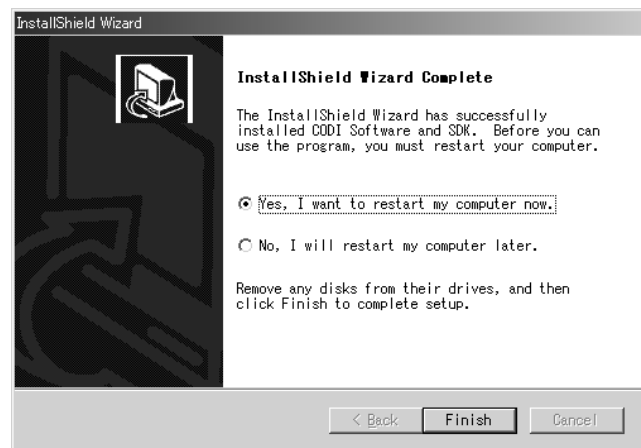 InstallShield Wizard
InstallShield Wizard Complete
The InstallShield Wizard has successfully
installed CODI Software and SDK. Before you can
use the program, you must restart your computer.
Yes, I want to restart my computer now.
No, I will restart my computer later.
Remove any disks from their drives, and then
click Finish to complete setup.
< Back Finish Cancel